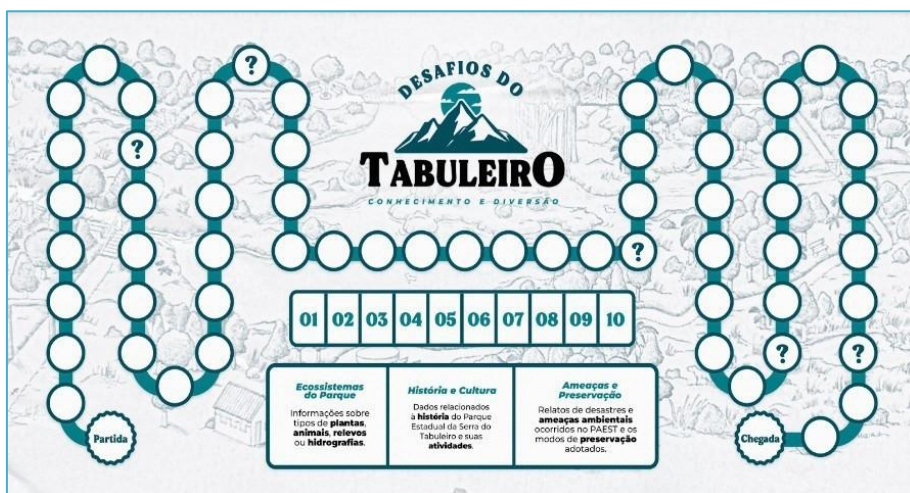 DESAFIOS DO
TABULEIRO
CONHECIMENTO E DIVERSÃO
?
?
?
?
?
01 02 03 04 05 06 07 08 09 10
Ecossistemas
do Parque
Informações sobre
tipos de plantas,
animais, relevos
ou hidrografias.
História e Cultura
Dados relacionados
à história do Parque
Estadual da Serra do
Tabuleiro e suas
atividades.
Ameaças e
Preservação
Relatos de desastres e
ameaças ambientais
ocorridos no PAEST e os
modos de preservação
adotados.
Partida
Chegada